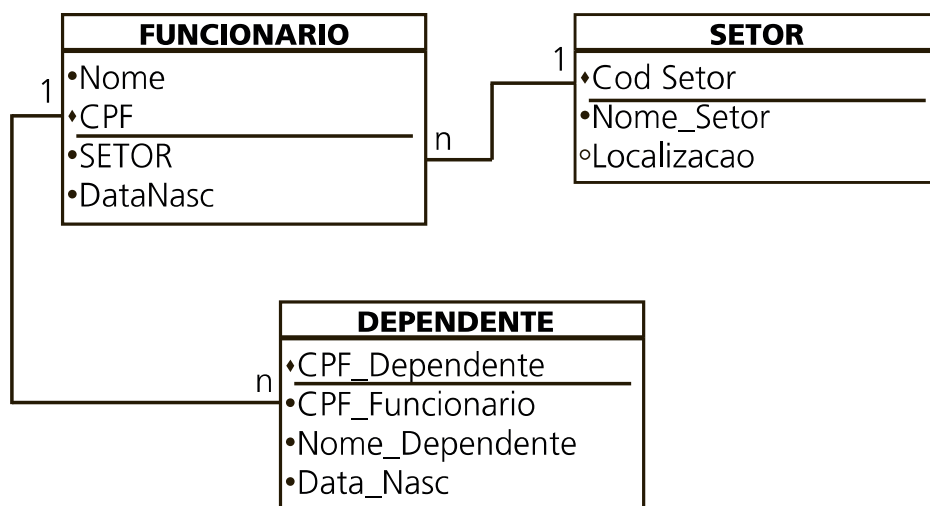 FUNCIONARIO
•Nome
♦CPF
•SETOR
•DataNasc
1
n
1
SETOR
♦Cod Setor
•Nome_Setor
○Localizacao
DEPENDENTE
♦CPF_Dependente
•CPF_Funcionario
•Nome_Dependente
•Data_Nasc
n